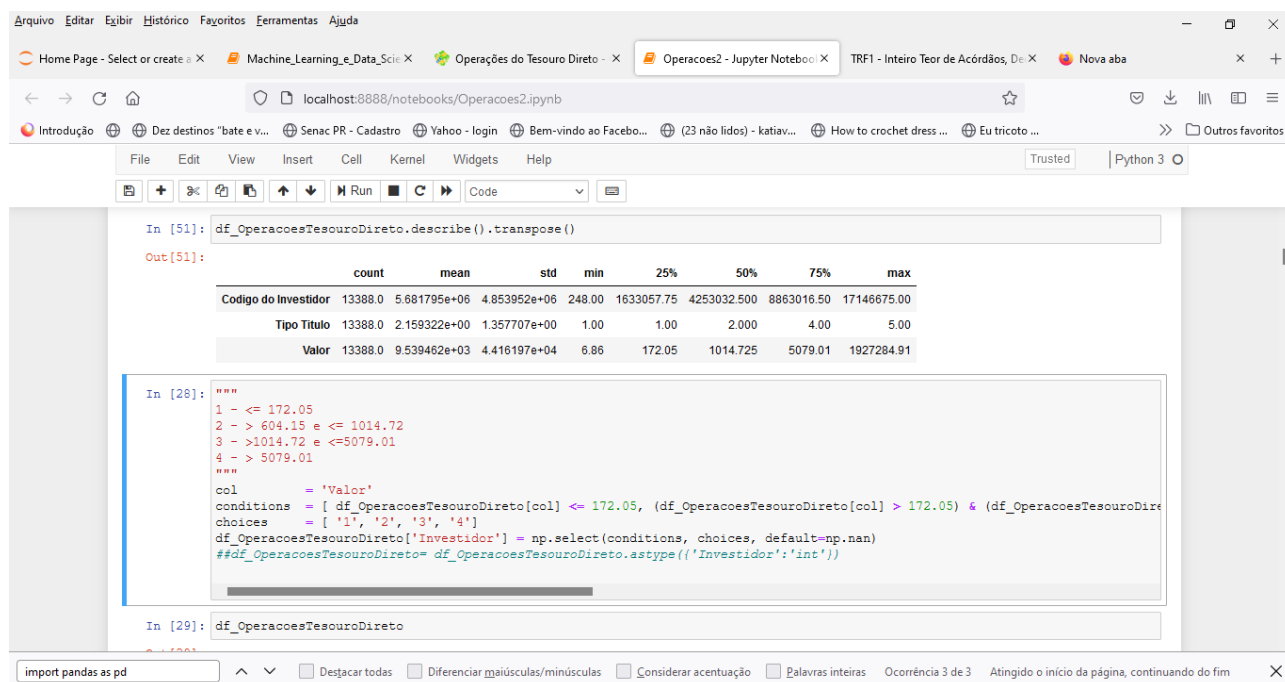 Arquivo Editar Exibir Histórico Favoritos Ferramentas Ajuda
Home Page - Select or create a
Machine_Learning_e_Data_Scie
Operações do Tesouro Direto -
Operacoes2 - Jupyter Notebook
TRF1 - Inteiro Teor de Acórdãos, De
Nova aba
localhost:8888/notebooks/Operacoes2.ipynb
Introdução Dez destinos "bate e v... Senac PR - Cadastro Yahoo - login Bem-vindo ao Facebo... (23 não lidos) - katiav... How to crochet dress ... Eu tricoto ... Outros favoritos
File Edit View Insert Cell Kernel Widgets Help Trusted Python 3
Run Code
In [51]: df_OperacoesTesouroDireto.describe().transpose()
Out[51]:
count mean std min 25% 50% 75% max
Codigo do Investidor 13388.0 5.681795e+06 4.853952e+06 248.00 1633057.75 4253032.500 8863016.50 17146675.00
Tipo Titulo 13388.0 2.159322e+00 1.357707e+00 1.00 1.00 2.000 4.00 5.00
Valor 13388.0 9.539462e+03 4.416197e+04 6.86 172.05 1014.725 5079.01 1927284.91
In [28]: """
1 - <= 172.05
2 - > 604.15 e <= 1014.72
3 - >1014.72 e <=5079.01
4 - > 5079.01
"""
col = 'Valor'
conditions = [ df_OperacoesTesouroDireto[col] <= 172.05, (df_OperacoesTesouroDireto[col] > 172.05) & (df_OperacoesTesouroDire
choices = [ '1', '2', '3', '4']
df_OperacoesTesouroDireto['Investidor'] = np.select(conditions, choices, default=np.nan)
##df_OperacoesTesouroDireto= df_OperacoesTesouroDireto.astype({'Investidor':'int'})
In [29]: df_OperacoesTesouroDireto
import pandas as pd Destacar todas Diferenciar maiúsculas/minúsculas Considerar acentuação Palavras inteiras Ocorrência 3 de 3 Atingido o início da página, continuando do fim